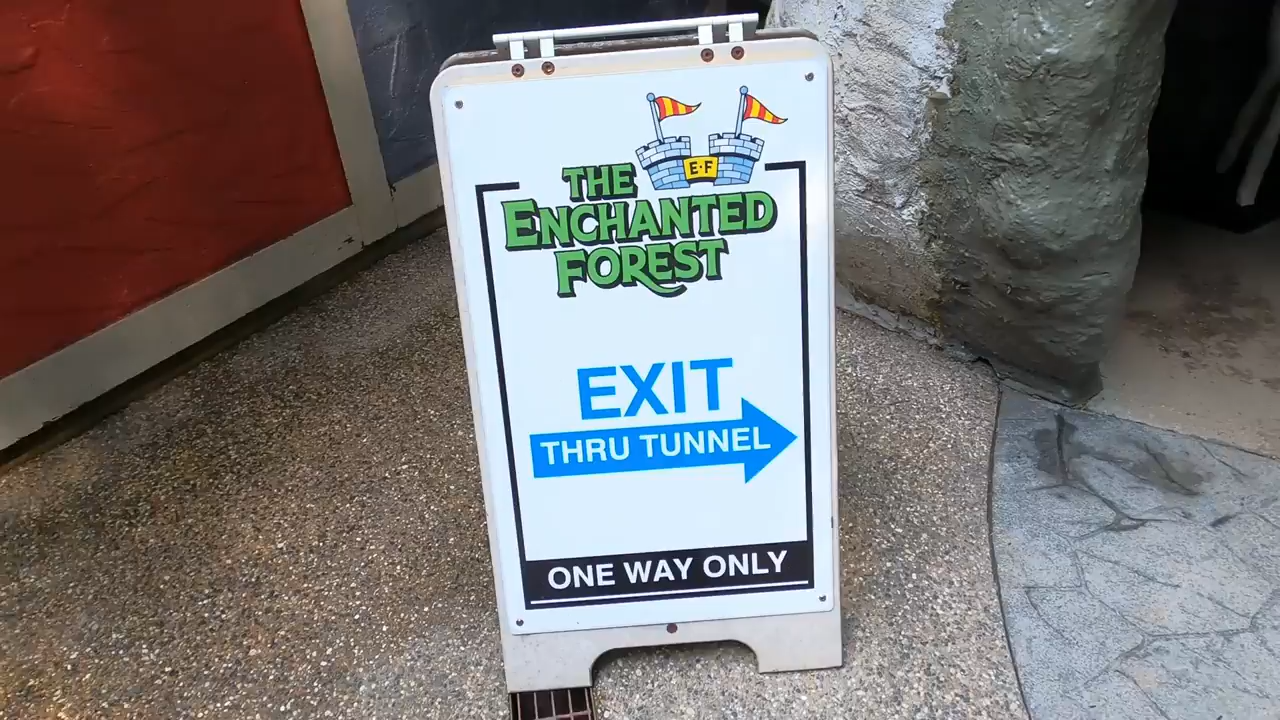 E·F
THE
ENCHANTED
FOREST
EXIT
THRU TUNNEL
ONE WAY ONLY